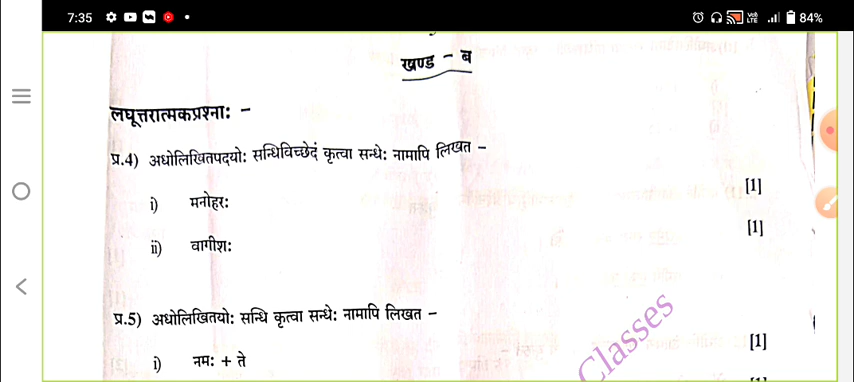 7:35
84%
खण्ड - ब
लघूत्तरात्मकप्रश्ना: -
प्र.4) अधोलिखितपदयो: सन्धिविच्छेदं कृत्वा सन्धे: नामापि लिखत -
i) मनोहर: [1]
ii) वागीश: [1]
प्र.5) अधोलिखितयो: सन्धि कृत्वा सन्धे: नामापि लिखत -
i) नम: + ते [1]
Classes